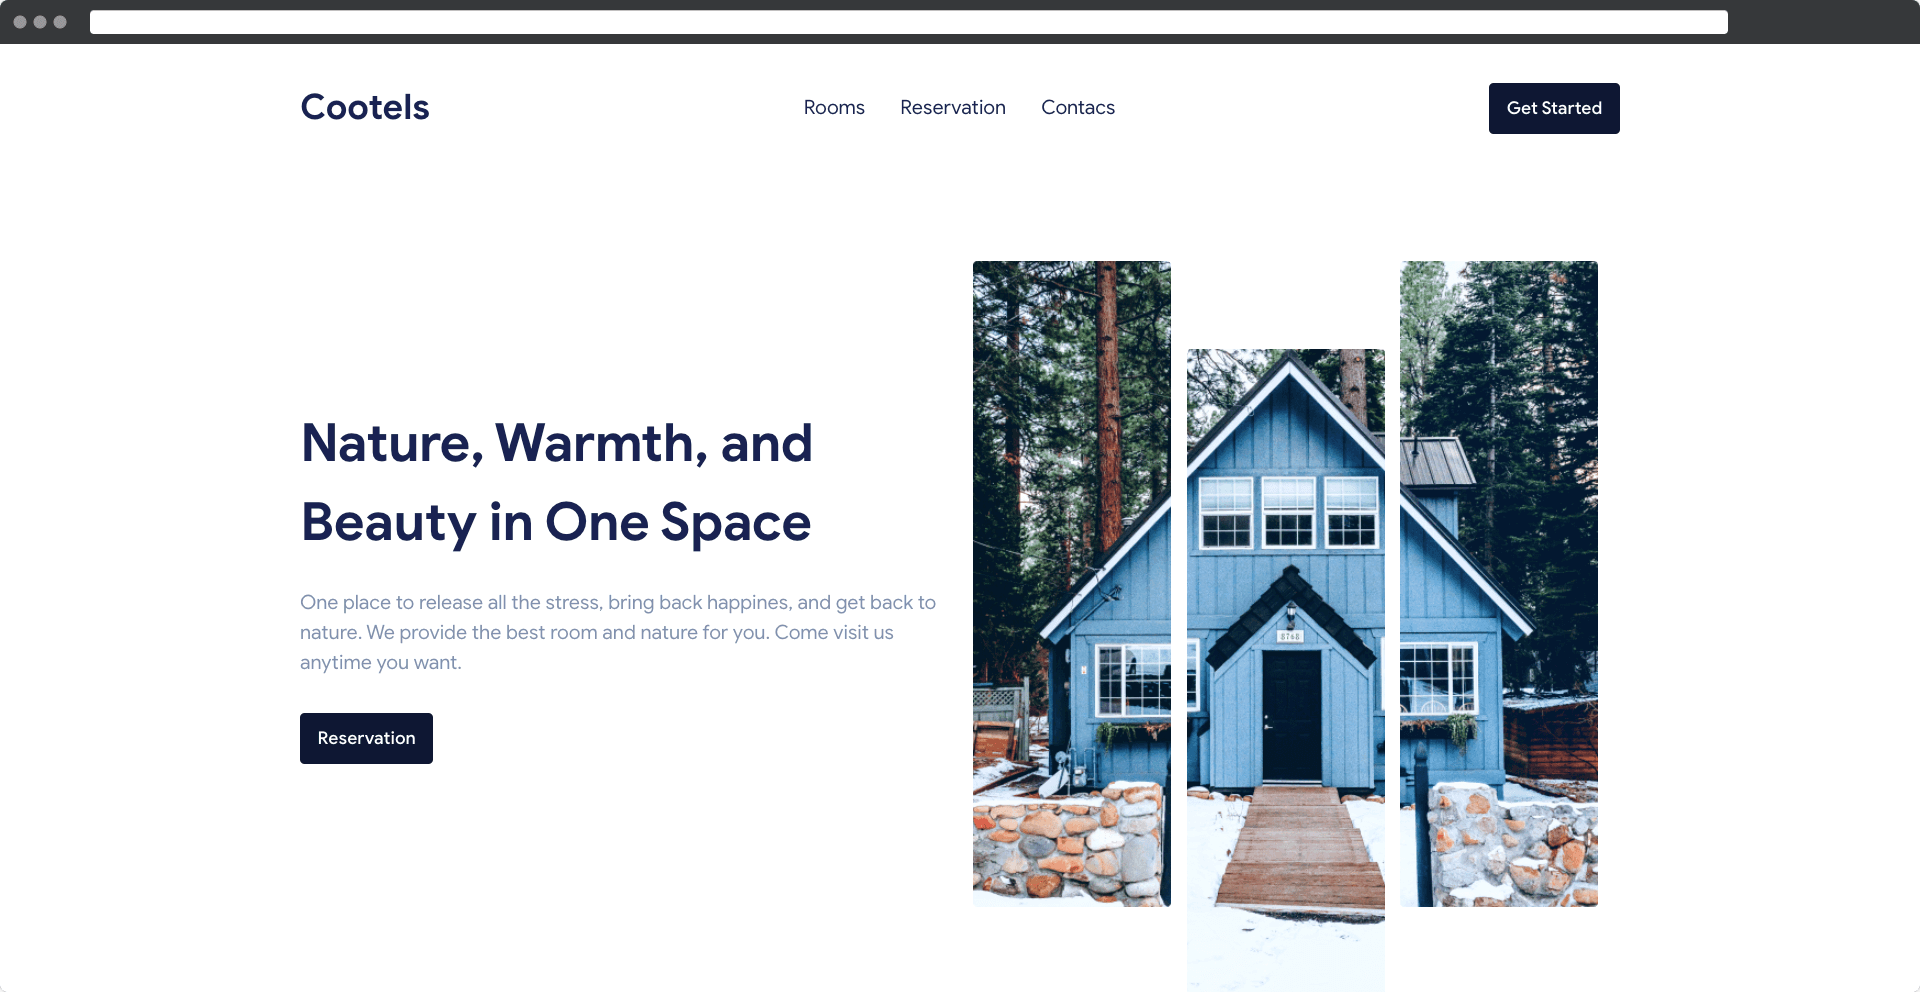 Cootels
Rooms
Reservation
Contacs
Get Started
Nature, Warmth, and
Beauty in One Space
One place to release all the stress, bring back happines, and get back to
nature. We provide the best room and nature for you. Come visit us
anytime you want.
Reservation
8768